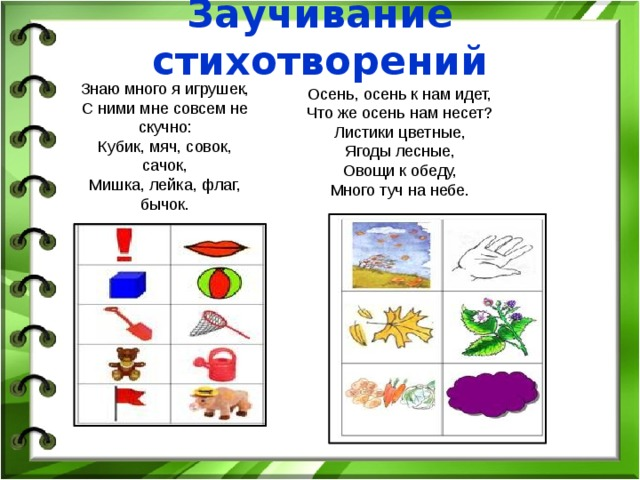 Заучивание
стихотворений
Знаю много я игрушек,
С ними мне совсем не
скучно:
Кубик, мяч, совок,
сачок,
Мишка, лейка, флаг,
бычок.
Осень, осень к нам идет,
Что же осень нам несет?
Листики цветные,
Ягоды лесные,
Овощи к обеду,
Много туч на небе.